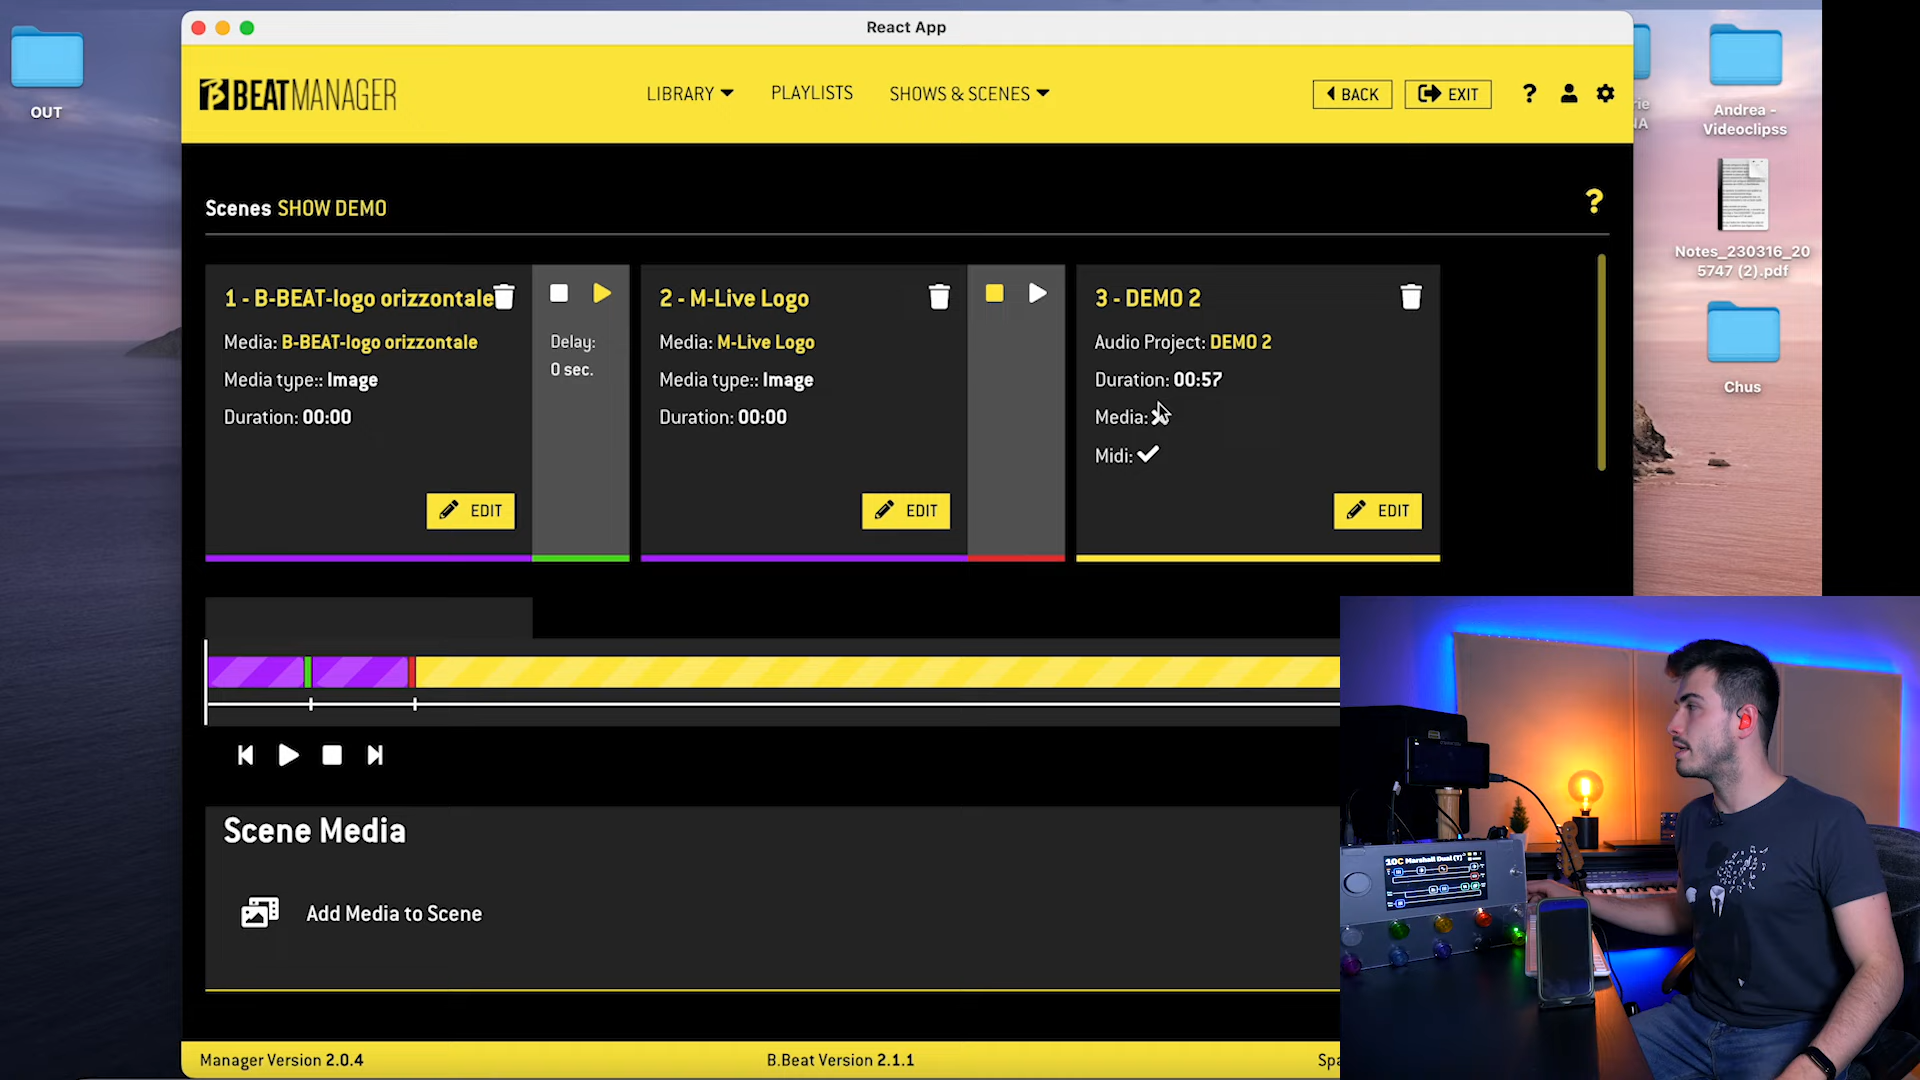 React App
BEATMANAGER
LIBRARY
PLAYLISTS
SHOWS & SCENES
BACK
EXIT
?
OUT
Andrea -
Videoclipss
Notes_230316_20
5747 (2).pdf
Chus
Scenes SHOW DEMO
?
1 - B-BEAT-logo orizzontale
Media: B-BEAT-logo orizzontale
Media type:: Image
Duration: 00:00
EDIT
Delay:
0 sec.
2 - M-Live Logo
Media: M-Live Logo
Media type:: Image
Duration: 00:00
EDIT
3 - DEMO 2
Audio Project: DEMO 2
Duration: 00:57
Media:
Midi:
EDIT
Scene Media
Add Media to Scene
10C Marshall Dual (T)
Manager Version 2.0.4
B.Beat Version 2.1.1